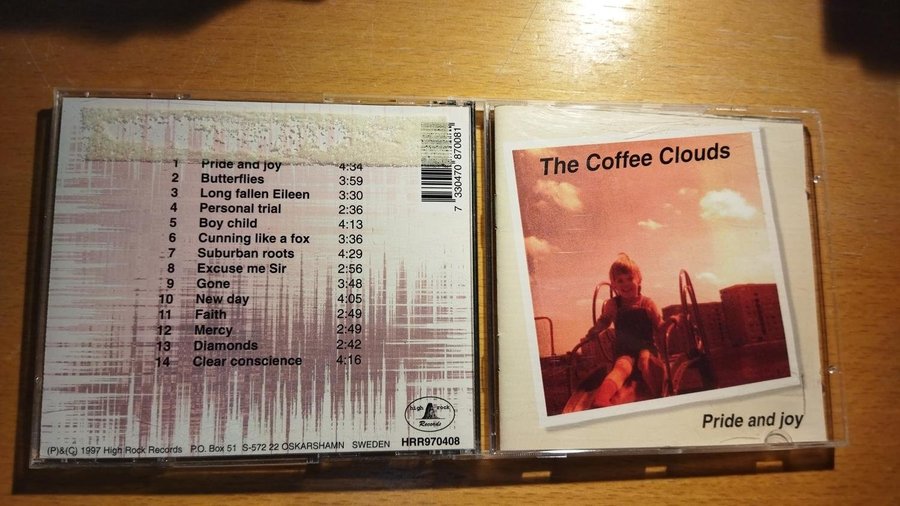 1 Pride and joy 4:34
2 Butterflies 3:59
3 Long fallen Eileen 3:30
4 Personal trial 2:36
5 Boy child 4:13
6 Cunning like a fox 3:36
7 Suburban roots 4:29
8 Excuse me Sir 2:56
9 Gone 3:48
10 New day 4:05
11 Faith 2:49
12 Mercy 2:49
13 Diamonds 2:42
14 Clear conscience 4:16
7 330470 870081
high rock
Records
(P)&(C) 1997 High Rock Records P.O. Box 51 S-572 22 OSKARSHAMN SWEDEN HRR970408
The Coffee Clouds
Pride and joy